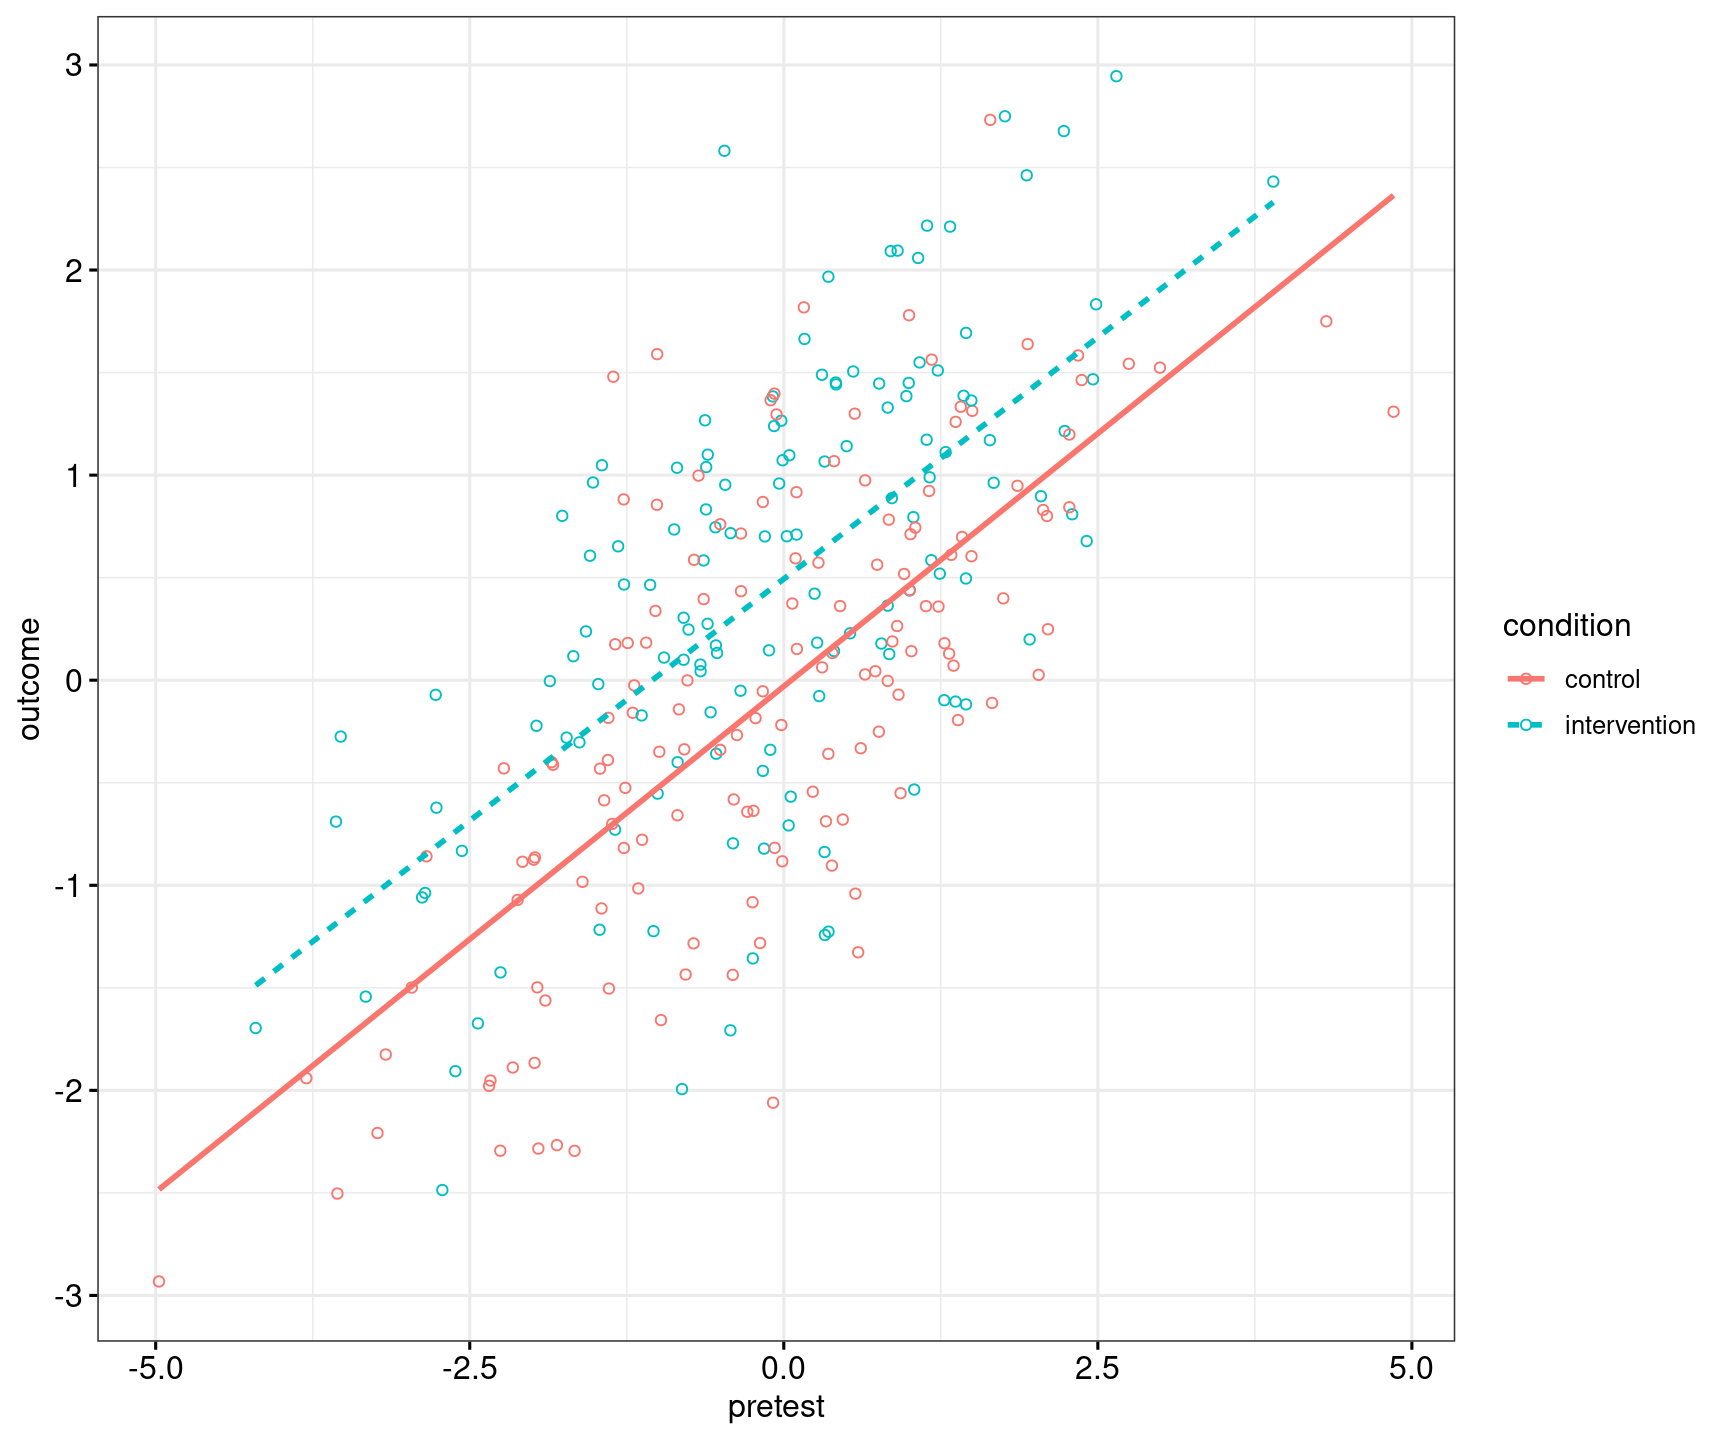 3
2
1
0
-1
-2
-3
outcome
-5.0
-2.5
0.0
2.5
5.0
pretest
condition
control
intervention